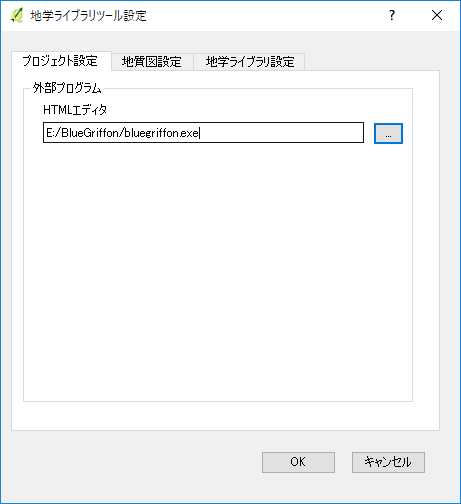 地学ライブラリツール設定
?
プロジェクト設定 地質図設定 地学ライブラリ設定
外部プログラム
HTMLエディタ
E:/BlueGriffon/bluegriffon.exe ...
OK キャンセル